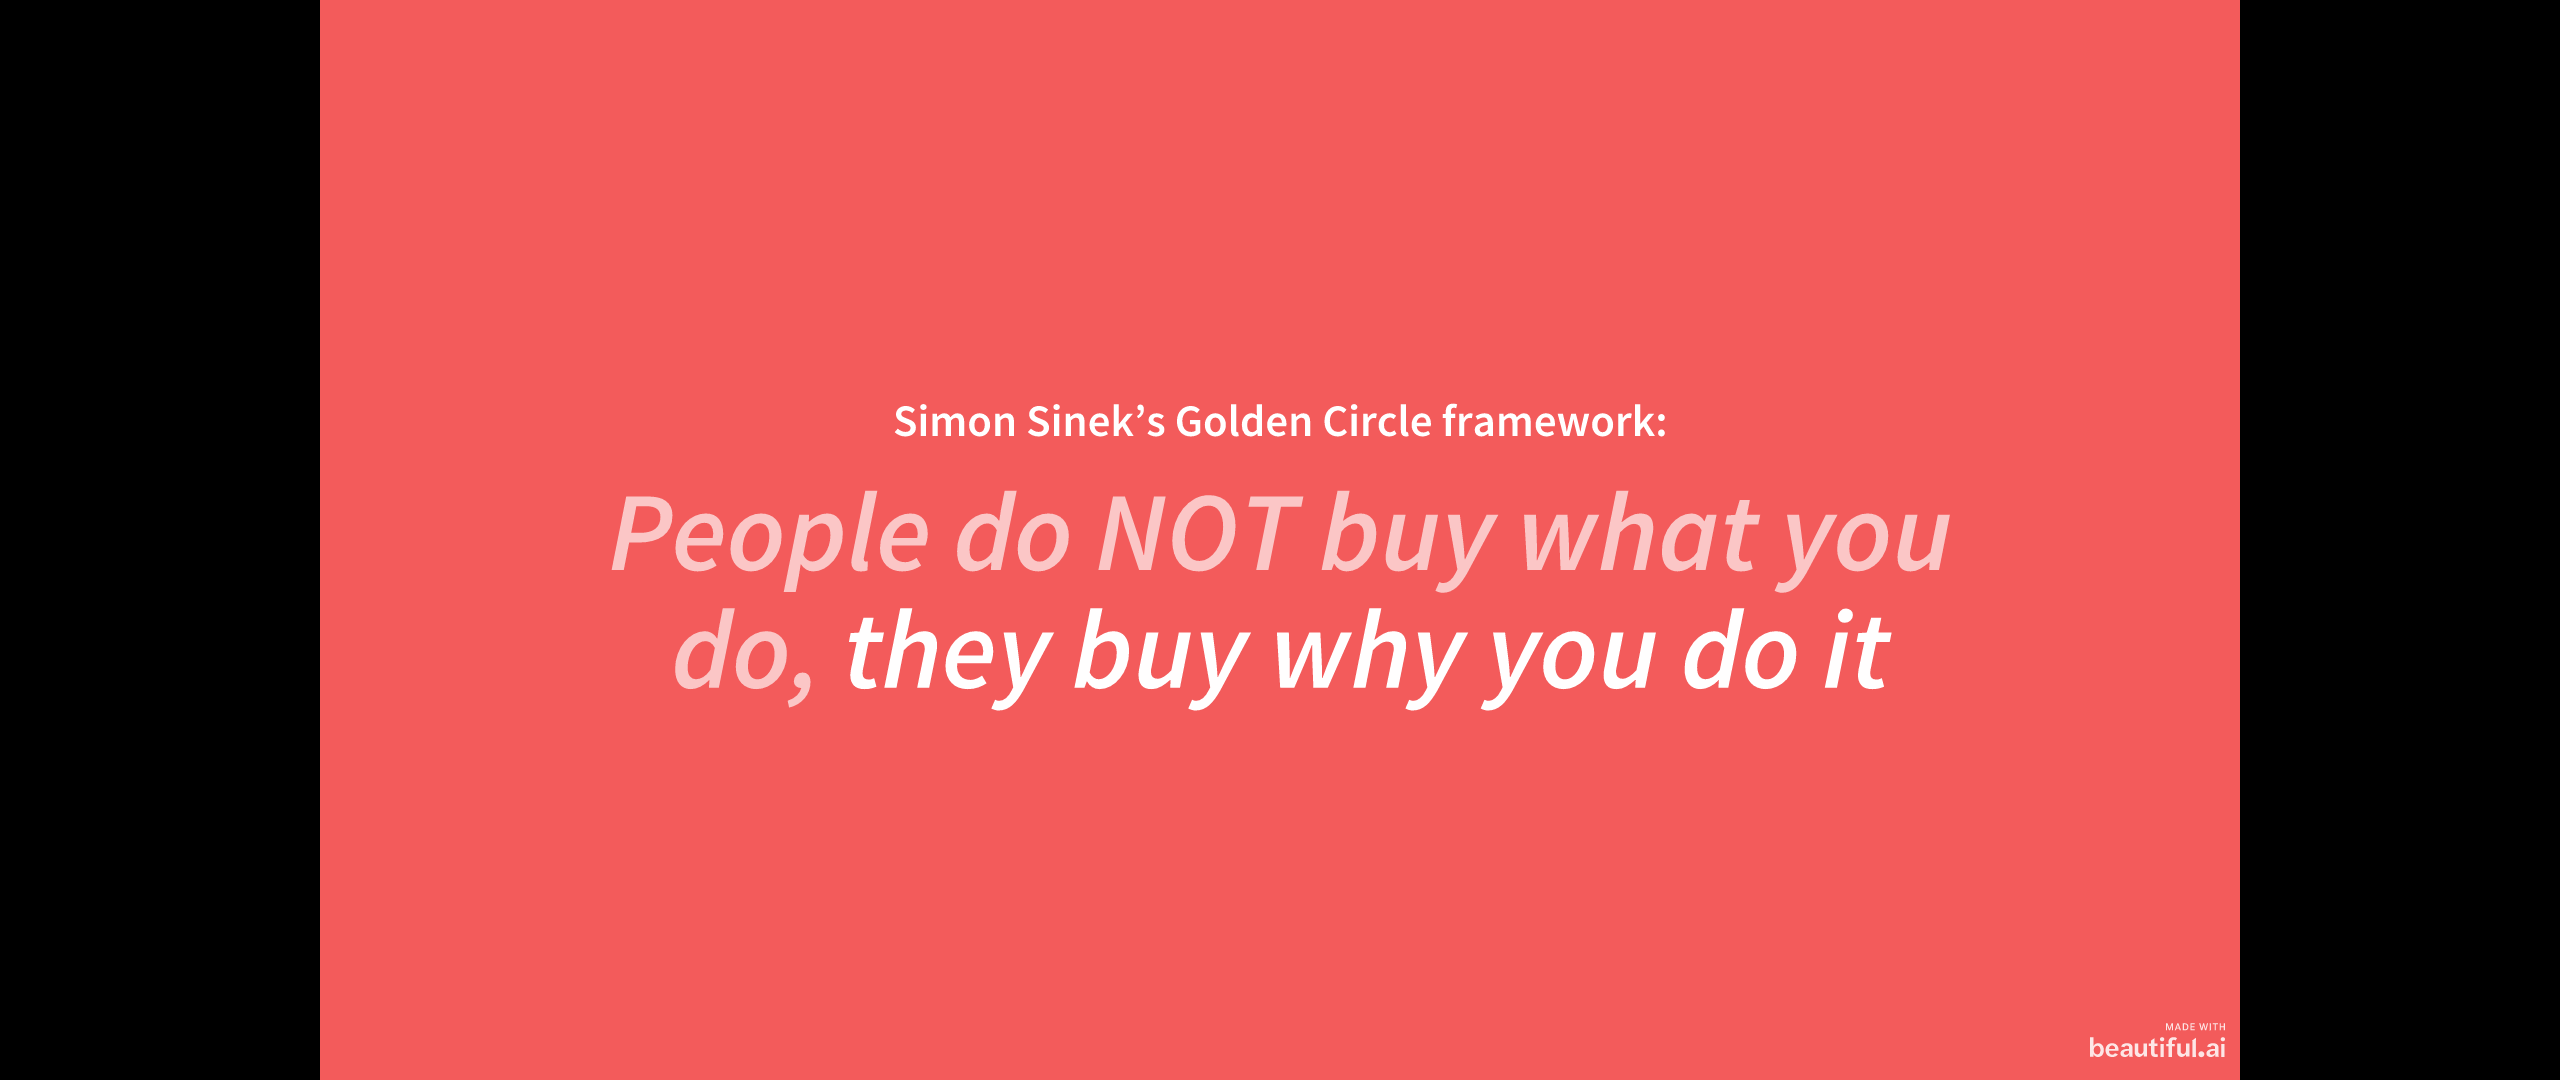 Simon Sinek’s Golden Circle framework:
People do NOT buy what you
do, they buy why you do it
MADE WITH
beautiful.ai